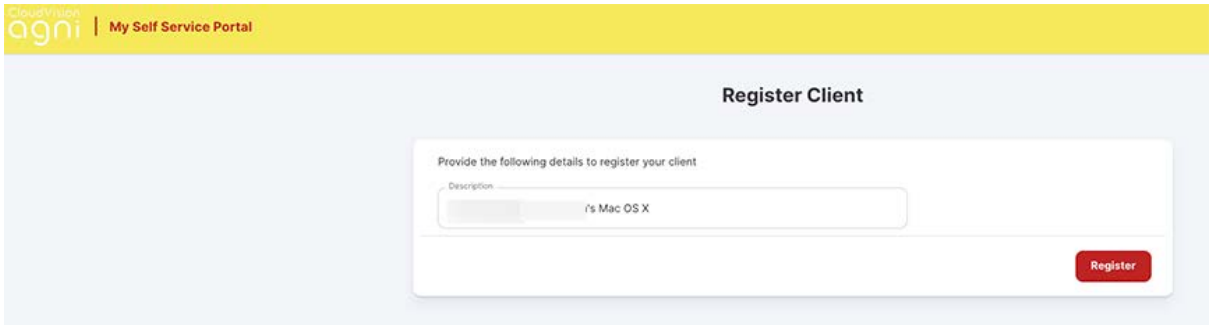 CloudVision
agni | My Self Service Portal
Register Client
Provide the following details to register your client
Description
's Mac OS X
Register